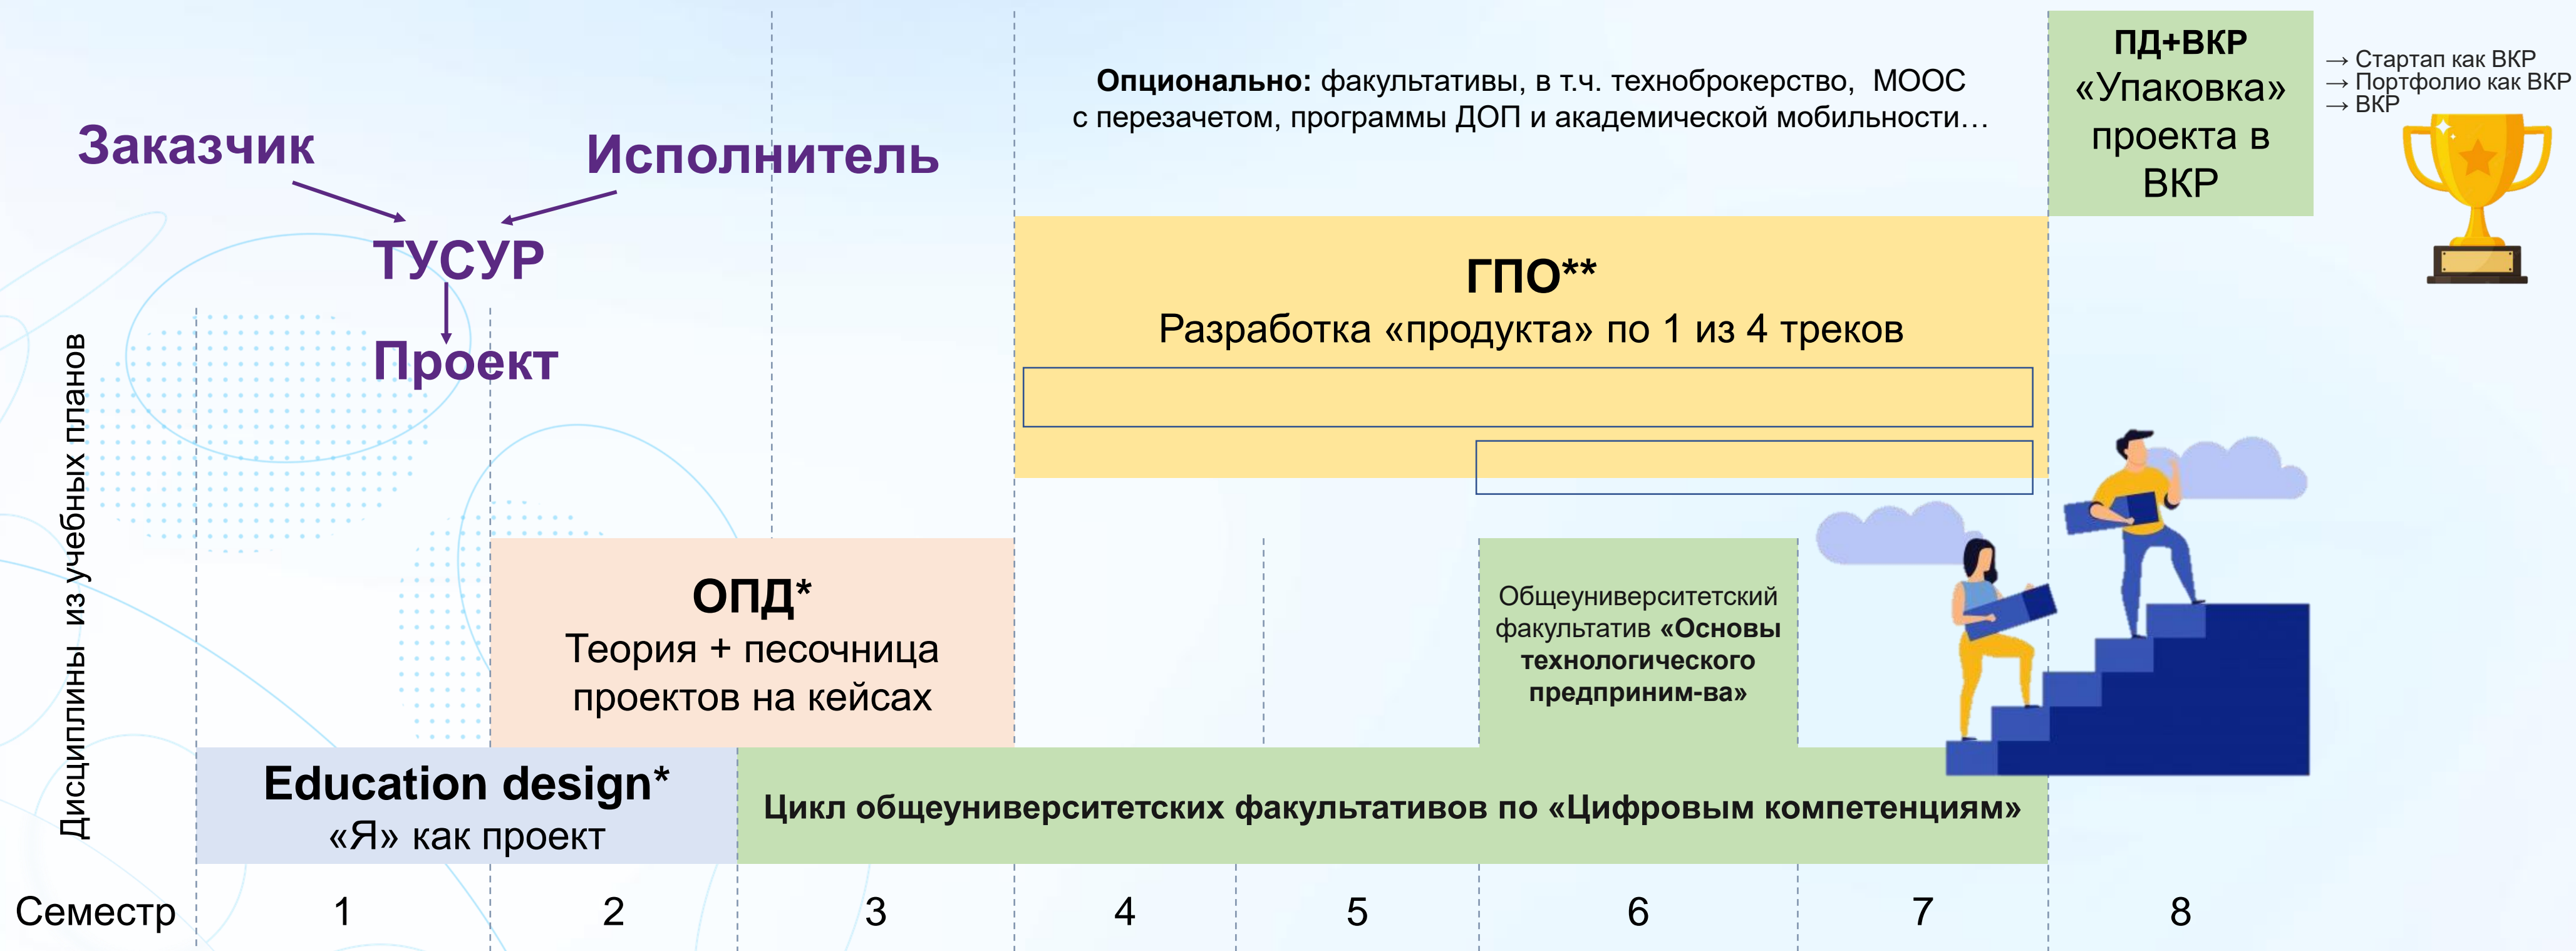 Заказчик
Исполнитель
ТУСУР
Проект
Опционально: факультативы, в т.ч. техноброкерство, МООС
с перезачетом, программы ДОП и академической мобильности…
ПД+ВКР
«Упаковка»
проекта в
ВКР
→ Стартап как ВКР
→ Портфолио как ВКР
→ ВКР
ГПО**
Разработка «продукта» по 1 из 4 треков
Дисциплины из учебных планов
ОПД*
Теория + песочница
проектов на кейсах
Общеуниверситетский
факультатив «Основы
технологического
предприним-ва»
Education design*
«Я» как проект
Цикл общеуниверситетских факультативов по «Цифровым компетенциям»
Семестр 1 2 3 4 5 6 7 8